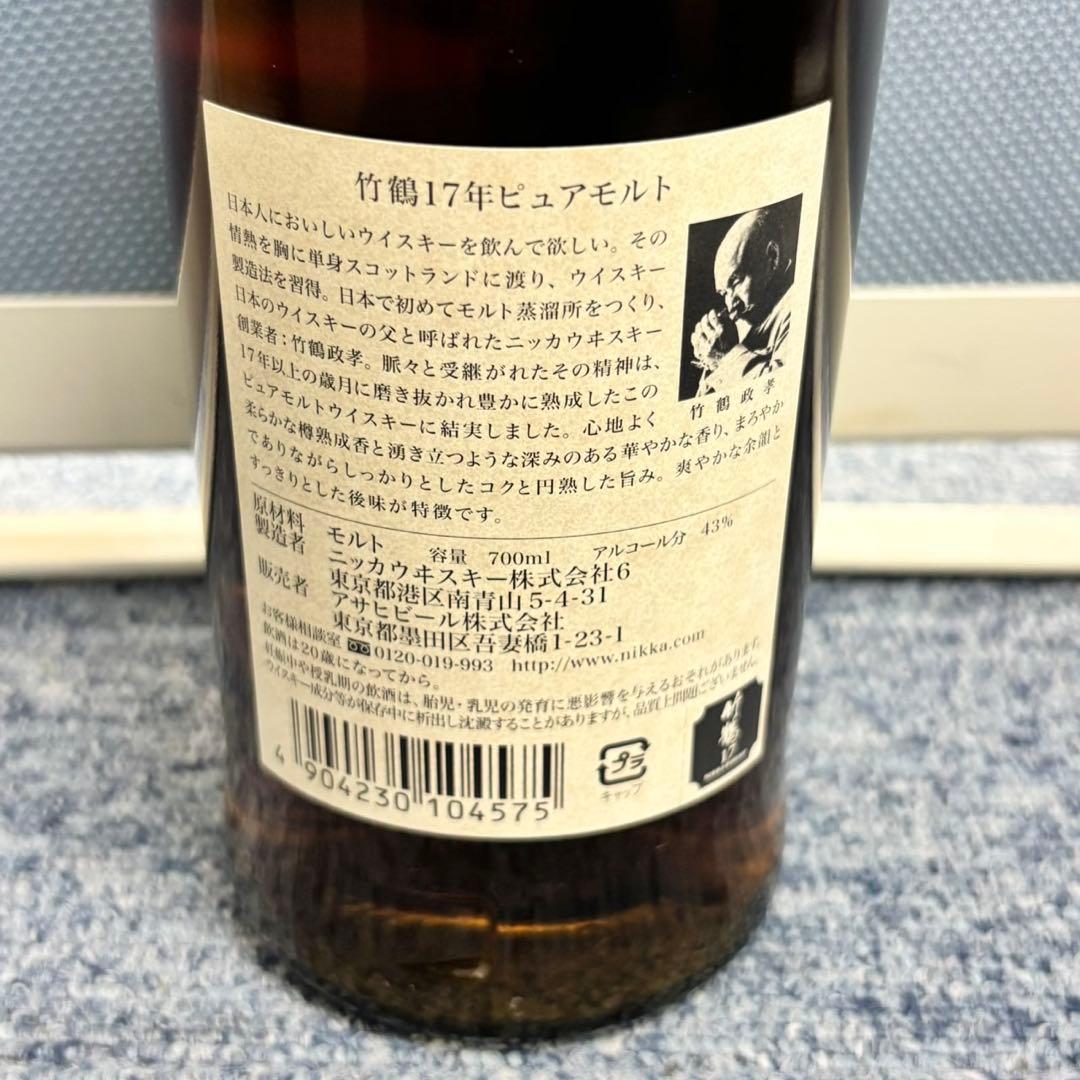 竹鶴17年ピュアモルト
日本人においしいウイスキーを飲んで欲しい。その
情熱を胸に単身スコットランドに渡り、ウイスキー
製造法を習得。日本で初めてモルト蒸溜所をつくり、
日本のウイスキーの父と呼ばれたニッカウヰスキー
創業者;竹鶴政孝。脈々と受継がれたその精神は、
17年以上の歳月に磨き抜かれ豊かに熟成したこの
ピュアモルトウイスキーに結実しました。心地よく
柔らかな樽熟成香と湧き立つような深みのある華やかな香り、まろやか
でありながらしっかりとしたコクと円熟した旨み。爽やかな余韻と
すっきりとした後味が特徴です。
竹鶴政孝
原材料 モルト 容量 700ml アルコール分 43%
製造者 ニッカウヰスキー株式会社6
東京都港区南青山5-4-31
販売者 アサヒビール株式会社
東京都墨田区吾妻橋1-23-1
お客様相談室 0120-019-993 http://www.nikka.com
飲酒は20歳になってから。
妊娠中や授乳期の飲酒は、胎児・乳児の発育に悪影響を与えるおそれがあります。
ウイスキー成分等が保存中に析出し沈澱することがありますが、品質上問題ございません。
4 904230 104575
プラ
キャップ
竹鶴
17